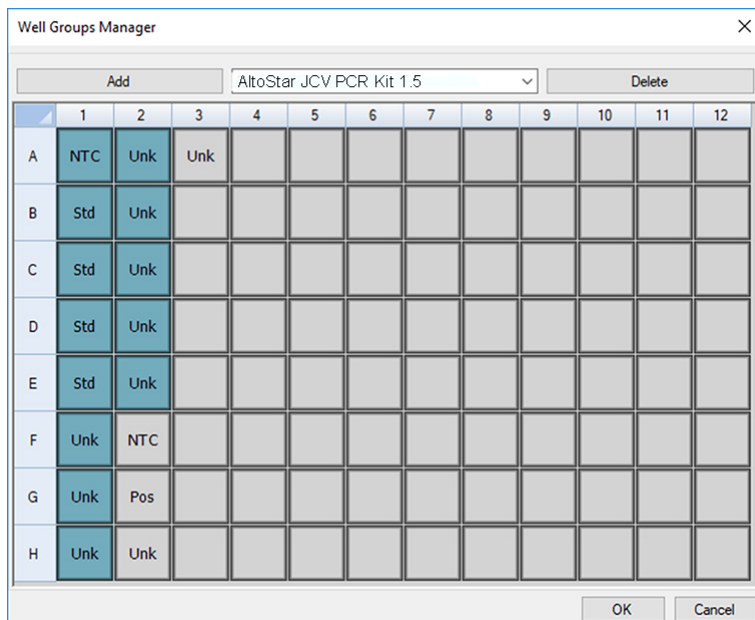 Well Groups Manager
Add AltoStar JCV PCR Kit 1.5 Delete
1 2 3 4 5 6 7 8 9 10 11 12
A NTC Unk Unk
B Std Unk
C Std Unk
D Std Unk
E Std Unk
F Unk NTC
G Unk Pos
H Unk Unk
OK Cancel